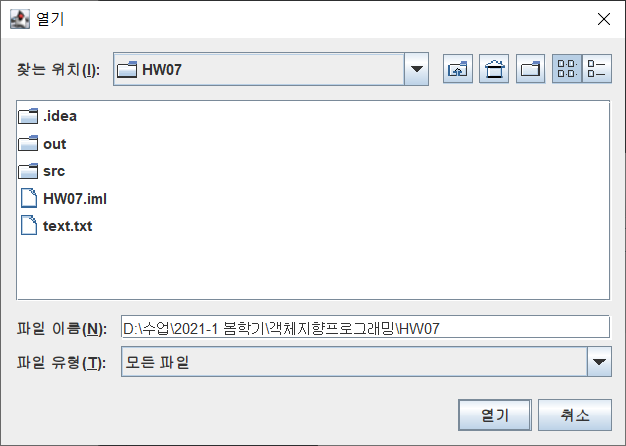 열기
찾는 위치(I): HW07
.idea
out
src
HW07.iml
text.txt
파일 이름(N): D:\수업\2021-1 봄학기\객체지향프로그래밍\HW07
파일 유형(T): 모든 파일
열기 취소